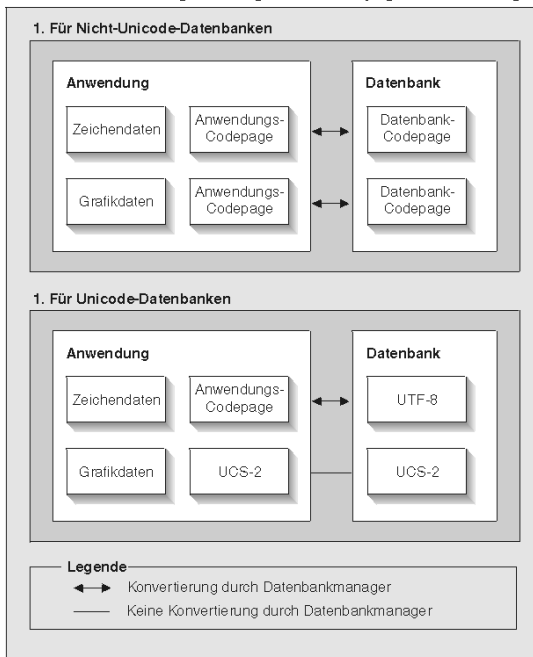 1. Für Nicht-Unicode-Datenbanken
Anwendung
Datenbank
Zeichendaten
Anwendungs-
Codepage
Datenbank-
Codepage
Grafikdaten
Anwendungs-
Codepage
Datenbank-
Codepage
1. Für Unicode-Datenbanken
Anwendung
Datenbank
Zeichendaten
Anwendungs-
Codepage
UTF-8
Grafikdaten
UCS-2
UCS-2
Legende
Konvertierung durch Datenbankmanager
Keine Konvertierung durch Datenbankmanager